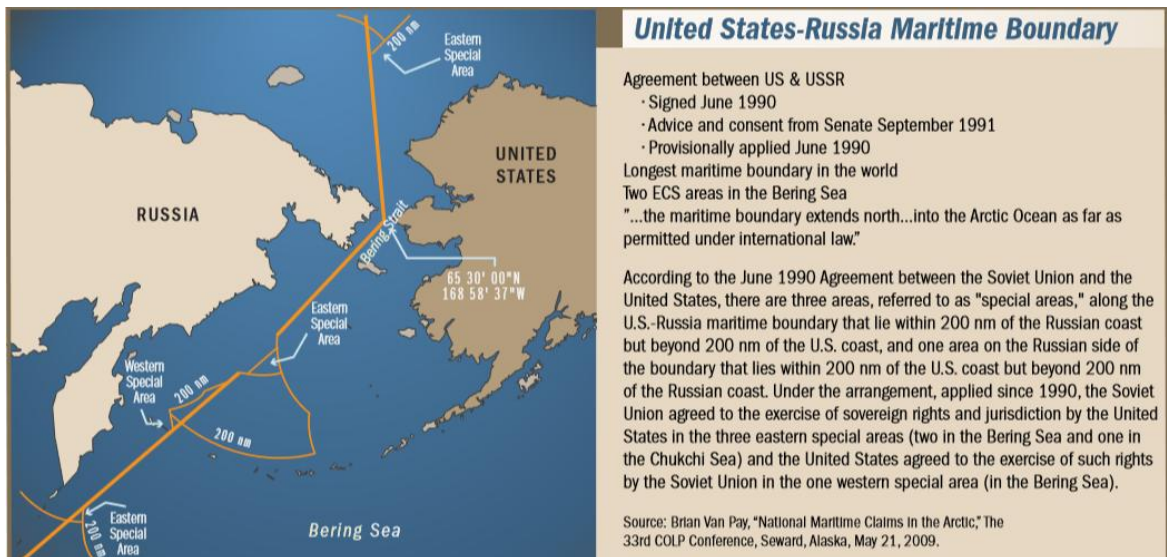 200 nm
Eastern
Special
Area
UNITED
STATES
RUSSIA
Bering Strait
65 30' 00"N
168 58' 37"W
Eastern
Special
Area
Western
Special
Area
200 nm
200 nm
Eastern
Special
Area
200 nm
Bering Sea
United States-Russia Maritime Boundary
Agreement between US & USSR
· Signed June 1990
· Advice and consent from Senate September 1991
· Provisionally applied June 1990
Longest maritime boundary in the world
Two ECS areas in the Bering Sea
"...the maritime boundary extends north...into the Arctic Ocean as far as
permitted under international law."
According to the June 1990 Agreement between the Soviet Union and the
United States, there are three areas, referred to as "special areas," along the
U.S.-Russia maritime boundary that lie within 200 nm of the Russian coast
but beyond 200 nm of the U.S. coast, and one area on the Russian side of
the boundary that lies within 200 nm of the U.S. coast but beyond 200 nm
of the Russian coast. Under the arrangement, applied since 1990, the Soviet
Union agreed to the exercise of sovereign rights and jurisdiction by the United
States in the three eastern special areas (two in the Bering Sea and one in
the Chukchi Sea) and the United States agreed to the exercise of such rights
by the Soviet Union in the one western special area (in the Bering Sea).
Source: Brian Van Pay, "National Maritime Claims in the Arctic," The
33rd COLP Conference, Seward, Alaska, May 21, 2009.